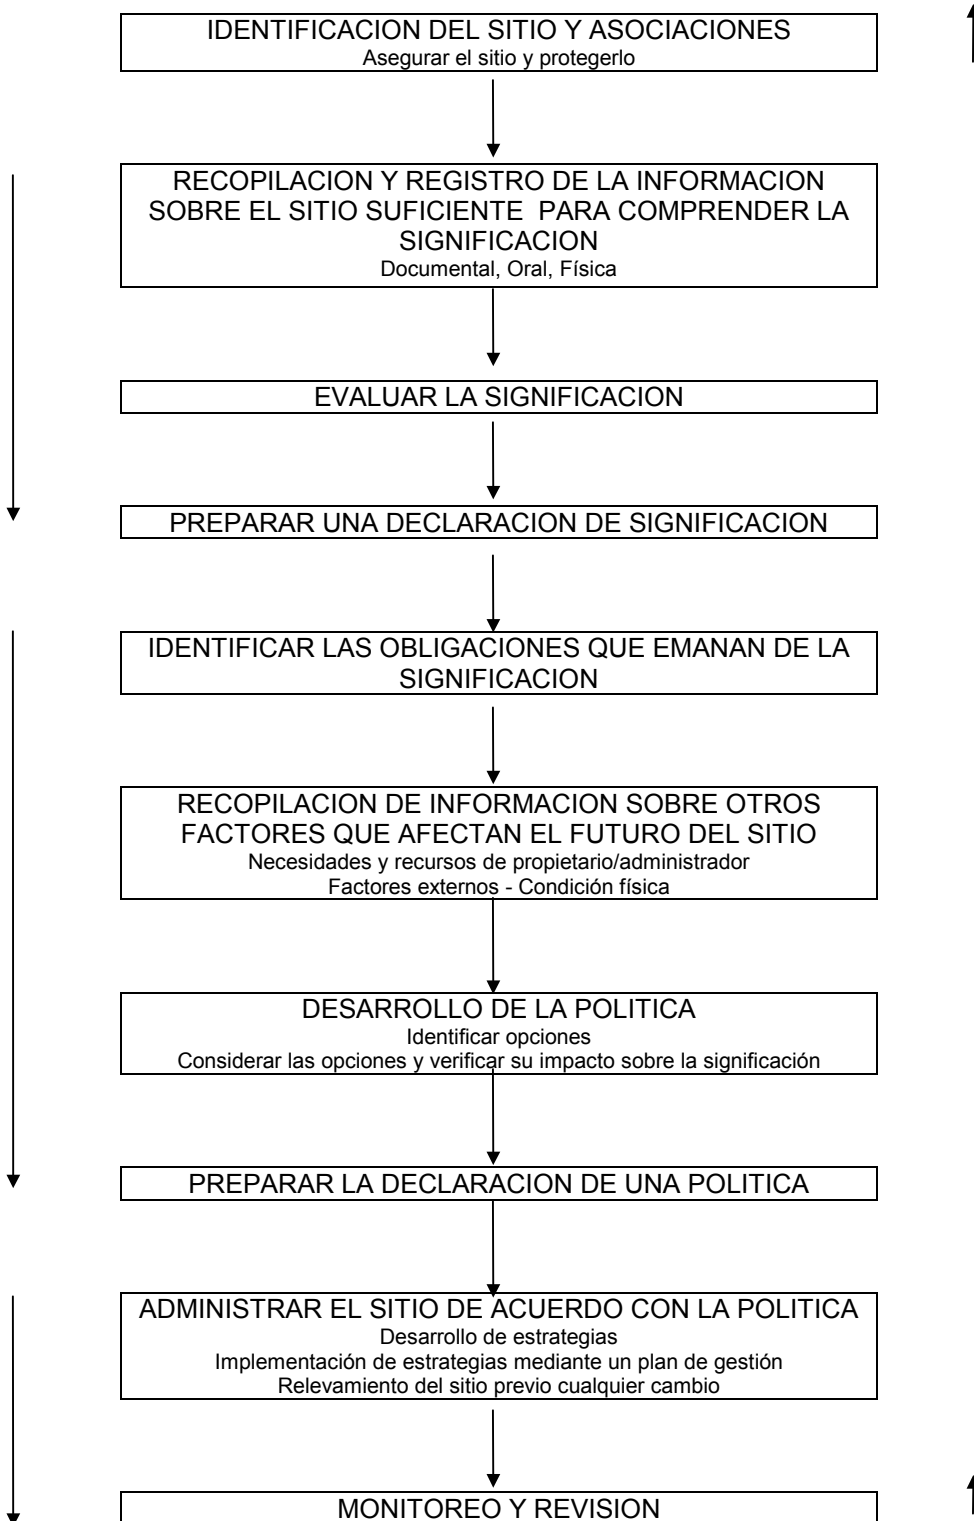 IDENTIFICACION DEL SITIO Y ASOCIACIONES
Asegurar el sitio y protegerlo
RECOPILACION Y REGISTRO DE LA INFORMACION
SOBRE EL SITIO SUFICIENTE PARA COMPRENDER LA
SIGNIFICACION
Documental, Oral, Física
EVALUAR LA SIGNIFICACION
PREPARAR UNA DECLARACION DE SIGNIFICACION
IDENTIFICAR LAS OBLIGACIONES QUE EMANAN DE LA
SIGNIFICACION
RECOPILACION DE INFORMACION SOBRE OTROS
FACTORES QUE AFECTAN EL FUTURO DEL SITIO
Necesidades y recursos de propietario/administrador
Factores externos - Condición física
DESARROLLO DE LA POLITICA
Identificar opciones
Considerar las opciones y verificar su impacto sobre la significación
PREPARAR LA DECLARACION DE UNA POLITICA
ADMINISTRAR EL SITIO DE ACUERDO CON LA POLITICA
Desarrollo de estrategias
Implementación de estrategias mediante un plan de gestión
Relevamiento del sitio previo cualquier cambio
MONITOREO Y REVISION